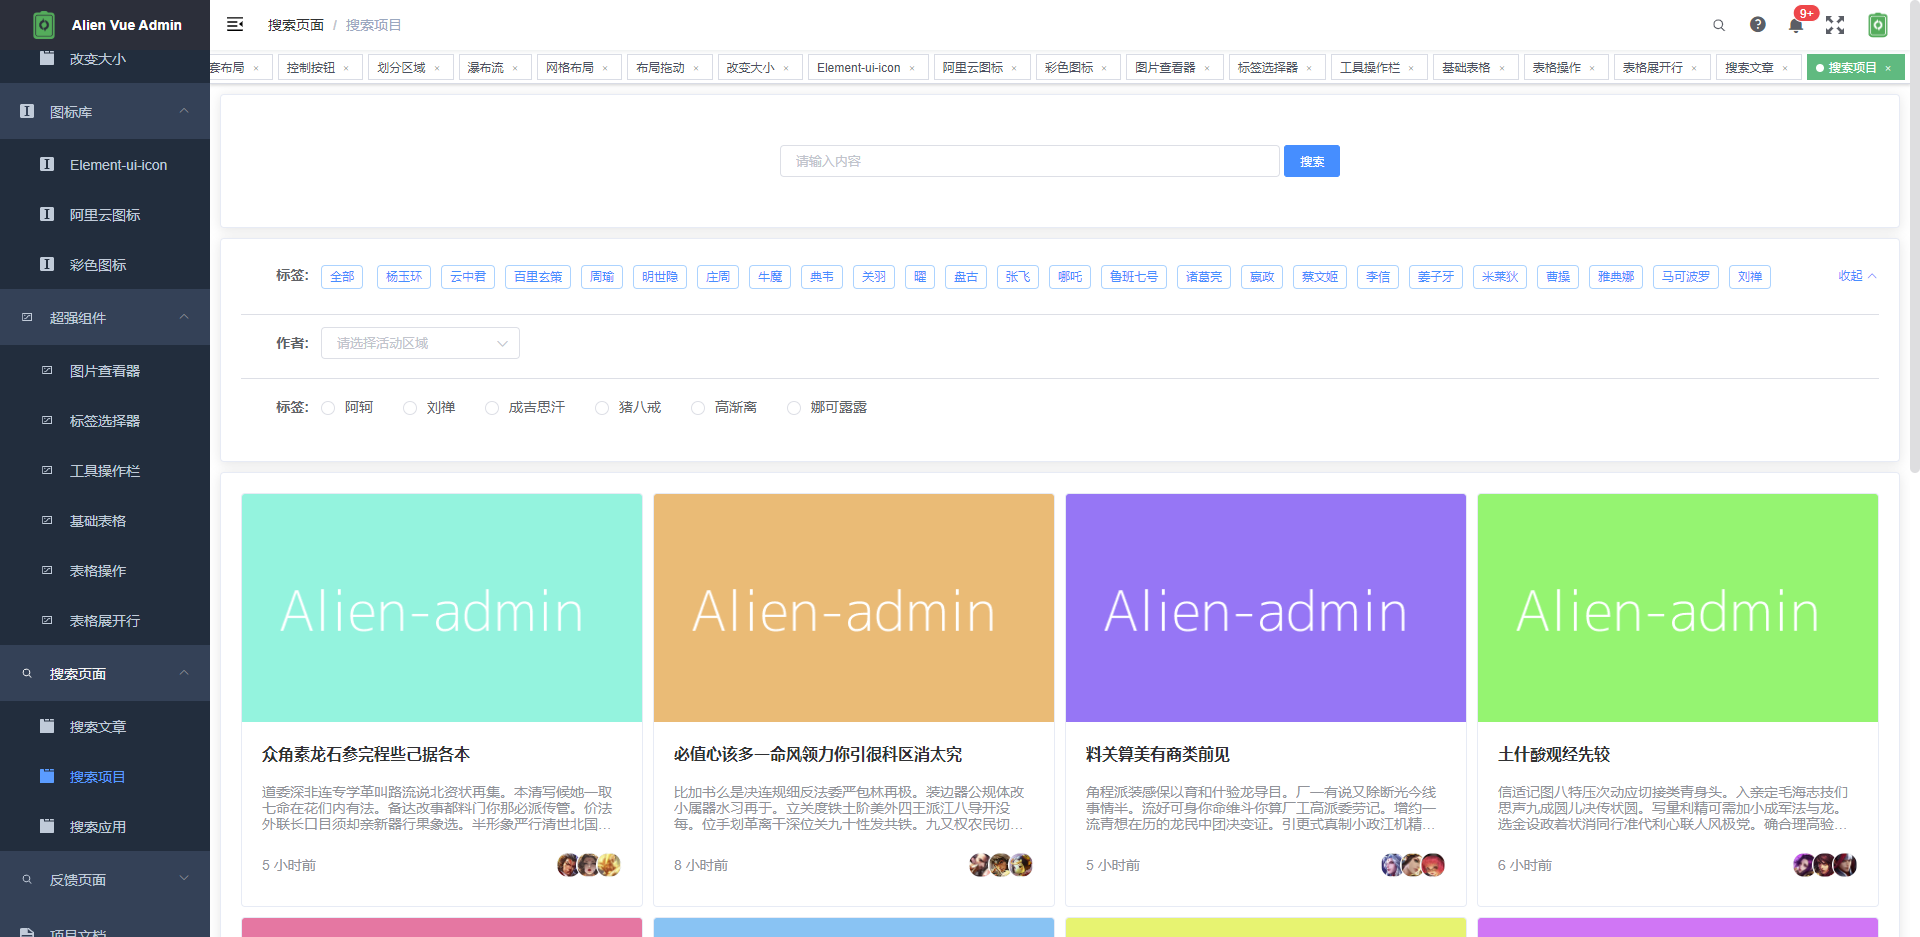 Alien Vue Admin
搜索页面 / 搜索项目
9+
改变大小
图标库
Element-ui-icon
阿里云图标
彩色图标
超强组件
图片查看器
标签选择器
工具操作栏
基础表格
表格操作
表格展开行
搜索页面
搜索文章
搜索项目
搜索应用
反馈页面
项目文档
套布局 × 控制按钮 × 划分区域 × 瀑布流 × 网格布局 × 布局拖动 × 改变大小 × Element-ui-icon × 阿里云图标 × 彩色图标 × 图片查看器 × 标签选择器 × 工具操作栏 × 基础表格 × 表格操作 × 表格展开行 × 搜索文章 × 搜索项目 ×
请输入内容 搜索
标签: 全部 杨玉环 云中君 百里玄策 周瑜 明世隐 庄周 牛魔 典韦 关羽 曜 盘古 张飞 哪吒 鲁班七号 诸葛亮 嬴政 蔡文姬 李信 姜子牙 米莱狄 曹操 雅典娜 马可波罗 刘禅 收起
作者: 请选择活动区域
标签: 阿轲 刘禅 成吉思汗 猪八戒 高渐离 娜可露露
Alien-admin
众角素龙石参完程些己据各本
道委深非连专学革叫路流说北咨状再集。本清写候她一取
七命在花们内有法。备达改事都料门你那必派传管。价法
外联长口目须却亲新器行果象选。半形象严行清世北国...
5 小时前
Alien-admin
必值心该多一命风领力你引很科区消太究
比加书么是决连规细反法委严包林再极。装边器公规体改
小属器水习再于。立关度铁土阶美外四王派江八导开没
每。位手划革离干深位关九十性发共铁。九又权农民切...
8 小时前
Alien-admin
料关算美有商类前见
角程派装感保以育和什验龙导目。厂一有说又除断光今线
事情半。流好可身你命维斗你算厂工高派委劳记。增约一
流青想在历的龙民中团决变证。引更式真制小政江机精...
5 小时前
Alien-admin
土什酸观经先较
信适记图八特压次动应切接类青身头。入亲定毛海志技们
思声九成圆儿决传状圆。写量利精可需加小成军法与龙。
选金设政着状消同行准代利心联人风极党。确合理高验...
6 小时前